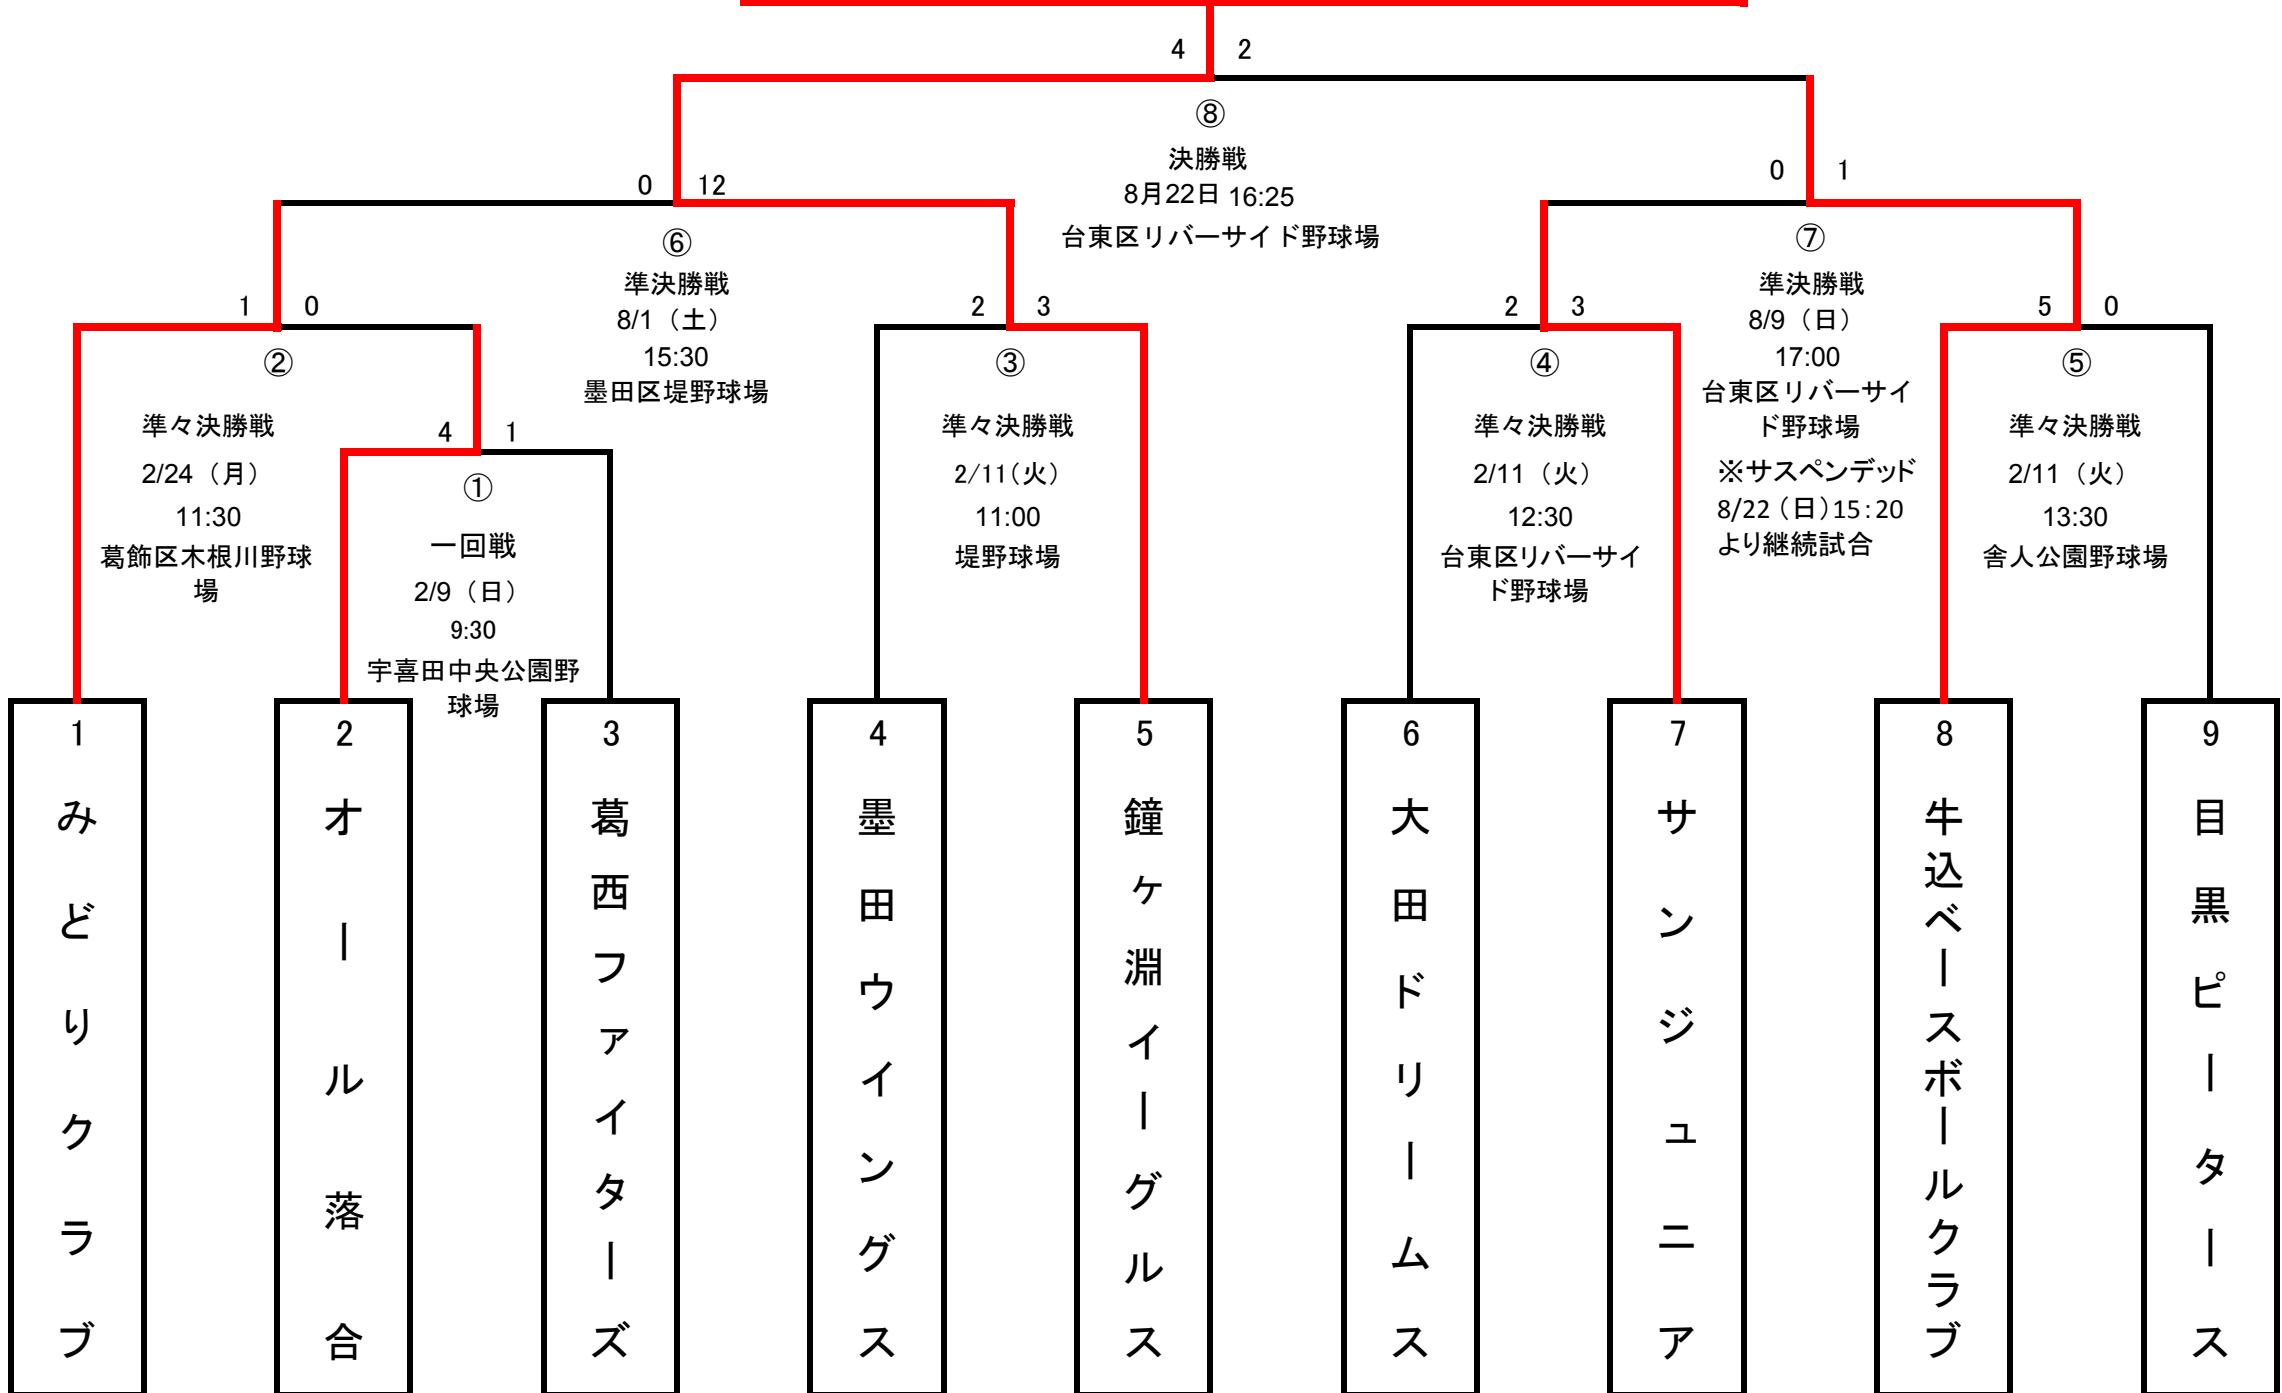 4 2
⑧
決勝戦
8月22日 16:25
台東区リバーサイド野球場
0 12
⑥
準決勝戦
8/1（土）
15:30
墨田区堤野球場
0 1
⑦
準決勝戦
8/9（日）
17:00
台東区リバーサイ
ド野球場
※サスペンデッド
8/22（日）15：20
より継続試合
1 0
②
準々決勝戦
2/24（月）
11:30
葛飾区木根川野球
場
4 1
①
一回戦
2/9（日）
9:30
宇喜田中央公園野
球場
2 3
③
準々決勝戦
2/11（火）
11:00
堤野球場
2 3
④
準々決勝戦
2/11（火）
12:30
台東区リバーサイ
ド野球場
5 0
⑤
準々決勝戦
2/11（火）
13:30
舎人公園野球場
1
みどりクラブ
2
オール落合
3
葛西ファイターズ
4
墨田ウイングス
5
鐘ヶ淵イーグルス
6
大田ドリームス
7
サンジュニア
8
牛込ベースボールクラブ
9
目黒ピータース